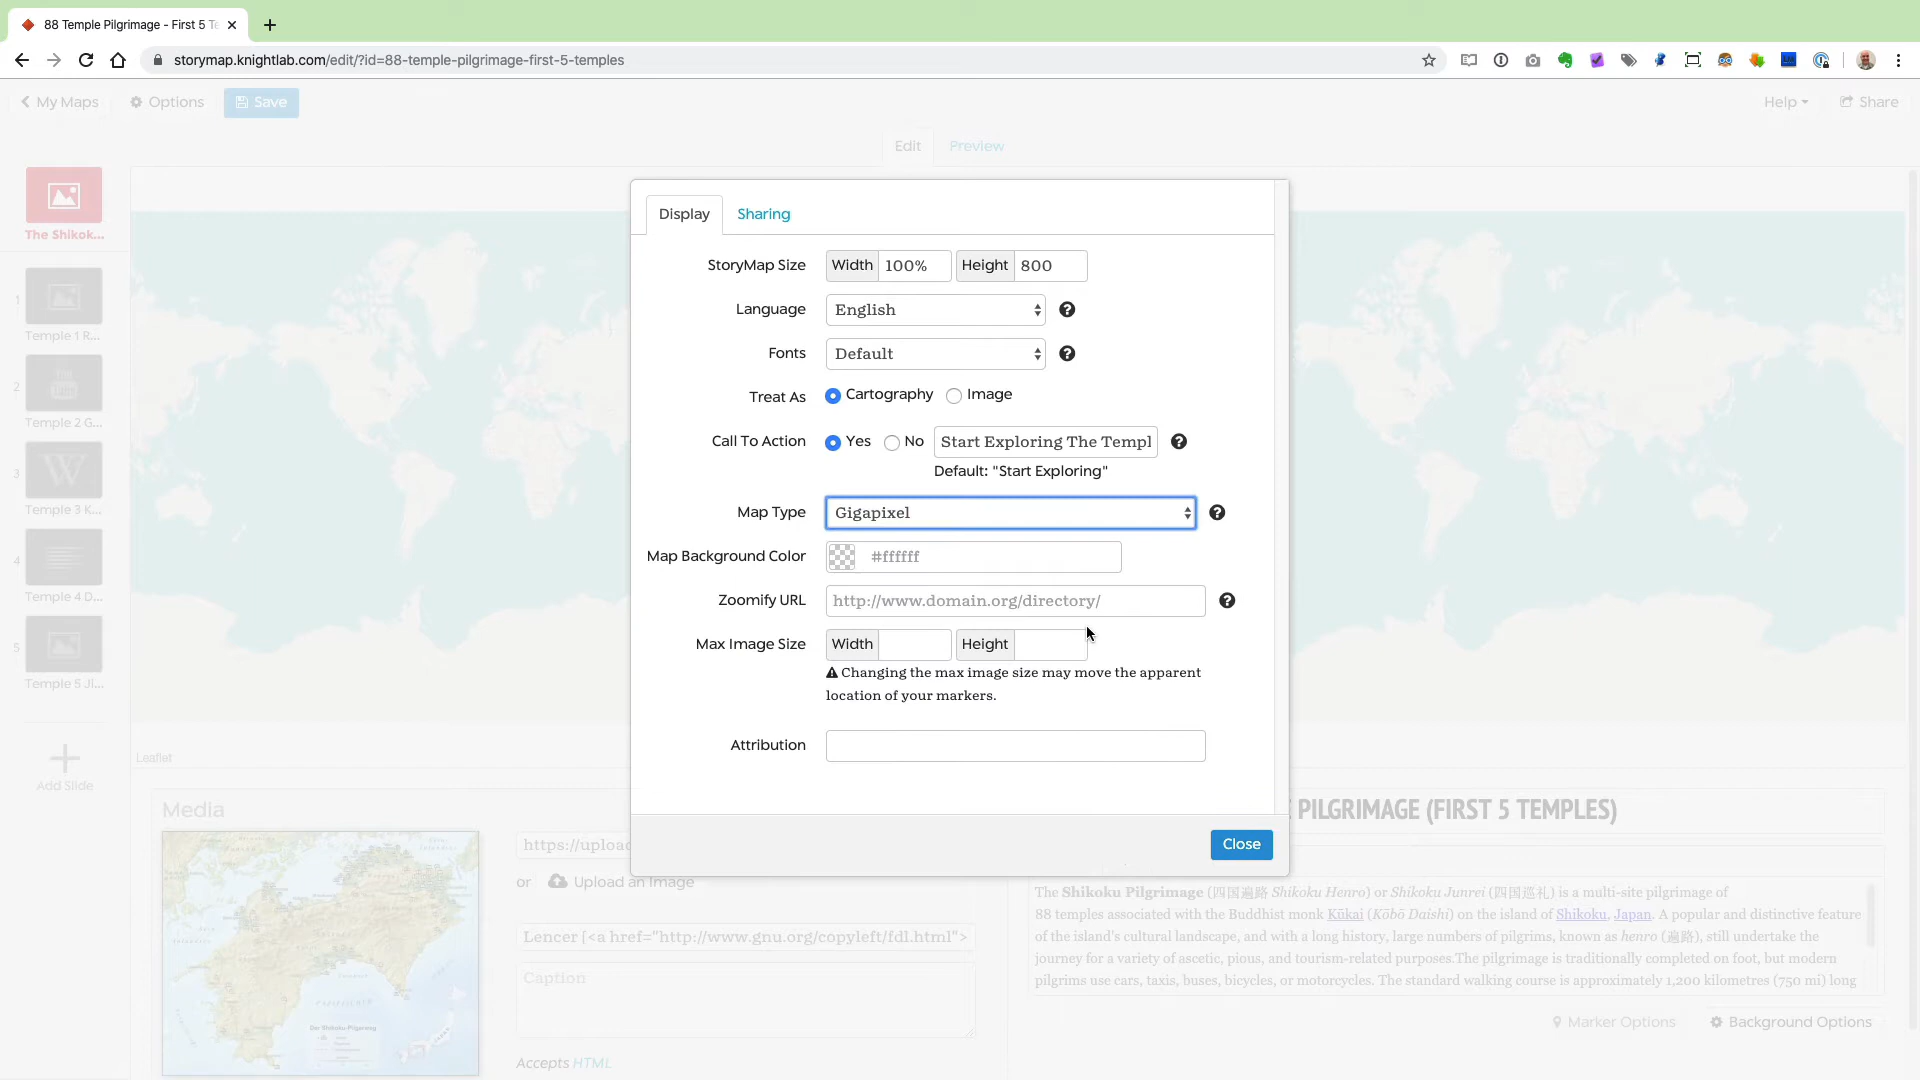 88 Temple Pilgrimage - First 5 Te
storymap.knightlab.com/edit/?id=88-temple-pilgrimage-first-5-temples
My Maps
Options
Save
Help
Share
Edit
Preview
The Shikok...
1
Temple 1 R...
2
Temple 2 G...
3
Temple 3 K...
4
Temple 4 D...
5
Temple 5 JI...
Add Slide
Leaflet
Display
Sharing
StoryMap Size
Width 100% Height 800
Language
English
Fonts
Default
Treat As
Cartography Image
Call To Action
Yes No Start Exploring The Templ
Default: "Start Exploring"
Map Type
Gigapixel
Map Background Color
#ffffff
Zoomify URL
http://www.domain.org/directory/
Max Image Size
Width Height
Changing the max image size may move the apparent
location of your markers.
Attribution
Close
Media
https://upload
or Upload an Image
Lencer [<a href="http://www.gnu.org/copyleft/fdl.html">
Caption
Accepts HTML
PILGRIMAGE (FIRST 5 TEMPLES)
The Shikoku Pilgrimage (四国遍路 Shikoku Henro) or Shikoku Junrei (四国巡礼) is a multi-site pilgrimage of
88 temples associated with the Buddhist monk Kūkai (Kōbō Daishi) on the island of Shikoku, Japan. A popular and distinctive feature
of the island's cultural landscape, and with a long history, large numbers of pilgrims, known as henro (遍路), still undertake the
journey for a variety of ascetic, pious, and tourism-related purposes.The pilgrimage is traditionally completed on foot, but modern
pilgrims use cars, taxis, buses, bicycles, or motorcycles. The standard walking course is approximately 1,200 kilometres (750 mi) long
Marker Options
Background Options